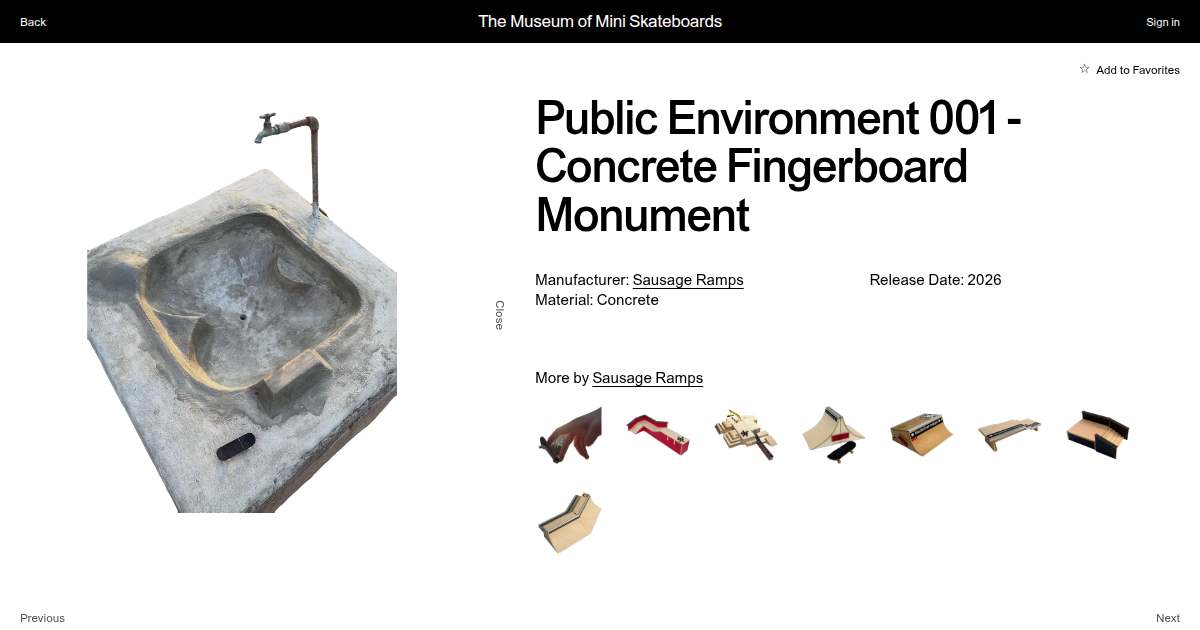 Back
The Museum of Mini Skateboards
Sign in
☆ Add to Favorites
Public Environment 001 -
Concrete Fingerboard
Monument
Manufacturer: Sausage Ramps
Release Date: 2026
Material: Concrete
Close
More by Sausage Ramps
Previous
Next